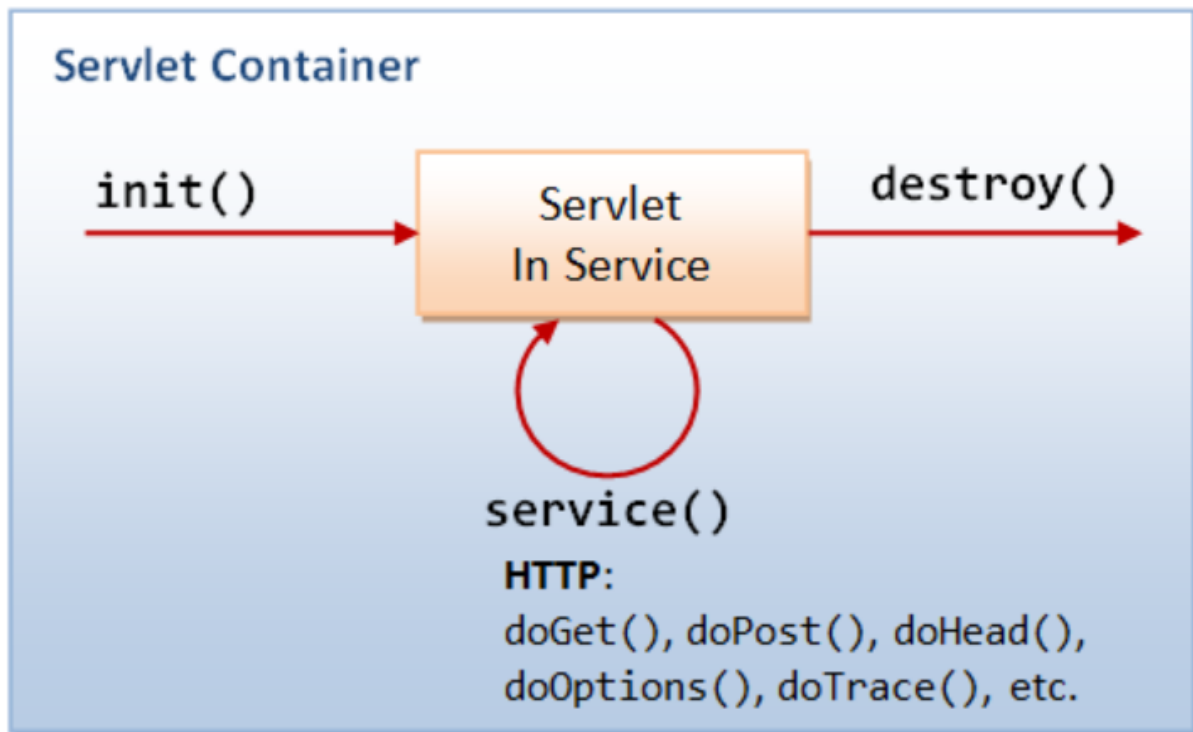 Servlet Container
init()
Servlet
In Service
destroy()
service()
HTTP:
doGet(), doPost(), doHead(),
doOptions(), doTrace(), etc.